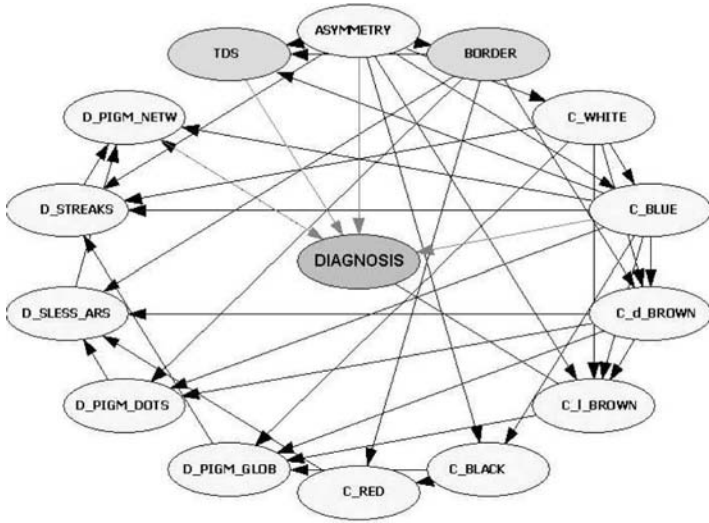 ASYMMETRY
TDS
BORDER
D_PIGM_NETW
C_WHITE
D_STREAKS
C_BLUE
DIAGNOSIS
D_SLESS_ARS
C_d_BROWN
D_PIGM_DOTS
C_l_BROWN
D_PIGM_GLOB
C_BLACK
C_RED